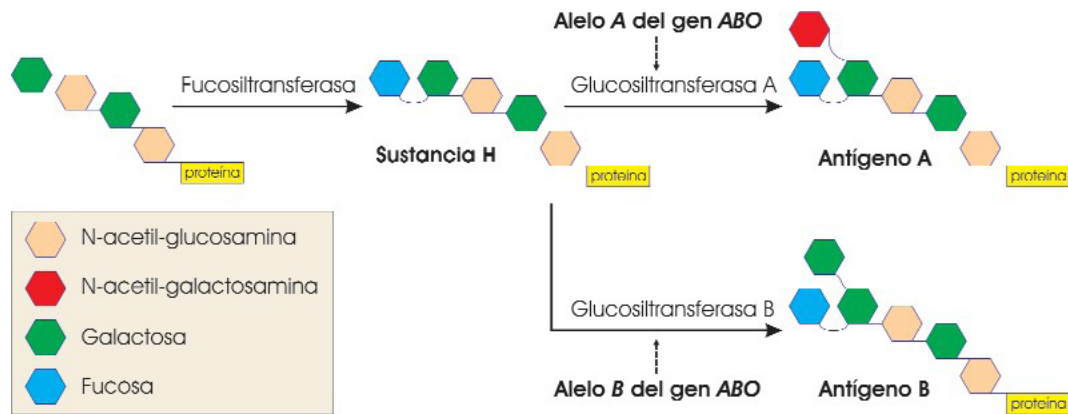 Alelo A del gen ABO
Fucosiltransferasa
Glucosiltransferasa A
Sustancia H
Antígeno A
proteína
proteína
proteína
N-acetil-glucosamina
N-acetil-galactosamina
Galactosa
Fucosa
Glucosiltransferasa B
Alelo B del gen ABO
Antígeno B
proteína